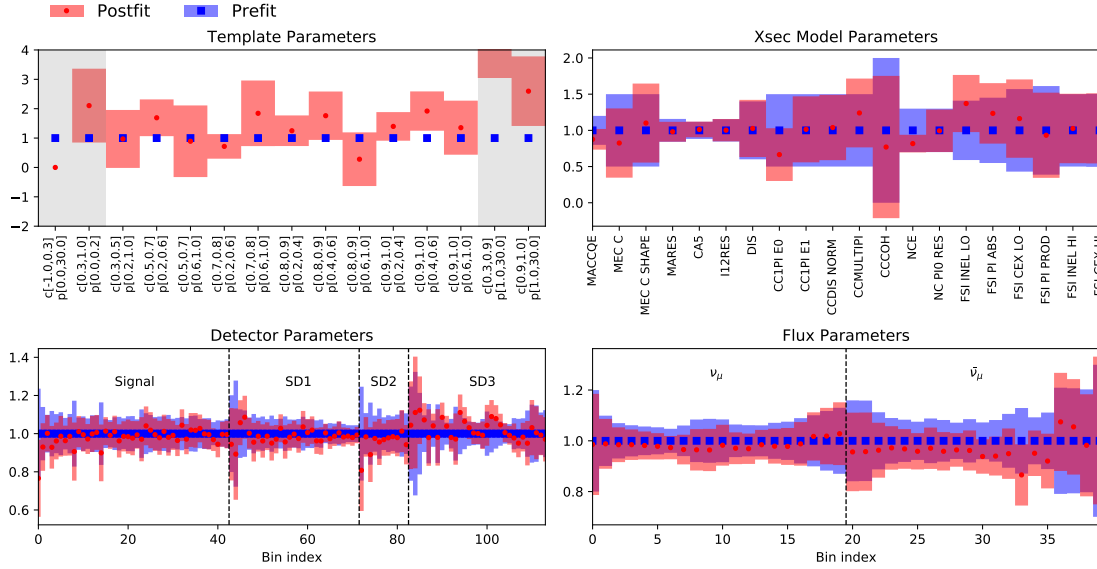 Postfit Prefit
Template Parameters
4
3
2
1
0
−1
−2
c[-1.0,0.3]
p[0.0,30.0]
c[0.3,1.0]
p[0.0,0.2]
c[0.3,0.5]
p[0.2,1.0]
c[0.5,0.7]
p[0.2,0.6]
c[0.5,0.7]
p[0.6,1.0]
c[0.7,0.8]
p[0.2,0.6]
c[0.7,0.8]
p[0.6,1.0]
c[0.8,0.9]
p[0.2,0.4]
c[0.8,0.9]
p[0.4,0.6]
c[0.8,0.9]
p[0.6,1.0]
c[0.9,1.0]
p[0.2,0.4]
c[0.9,1.0]
p[0.4,0.6]
c[0.9,1.0]
p[0.6,1.0]
c[0.3,0.9]
p[1.0,30.0]
c[0.9,1.0]
p[1.0,30.0]
Xsec Model Parameters
2.0
1.5
1.0
0.5
0.0
MACCQE
MEC C
MEC C SHAPE
MARES
CA5
I12RES
DIS
CC1PI E0
CC1PI E1
CCDIS NORM
CCMULTIPI
CCCOH
NCE
NC PI0 RES
FSI INEL LO
FSI PI ABS
FSI CEX LO
FSI PI PROD
FSI INEL HI
Detector Parameters
1.4
1.2
1.0
0.8
0.6
Signal SD1 SD2 SD3
0 20 40 60 80 100
Bin index
Flux Parameters
1.2
1.0
0.8
νμ ν̄μ
0 5 10 15 20 25 30 35
Bin index